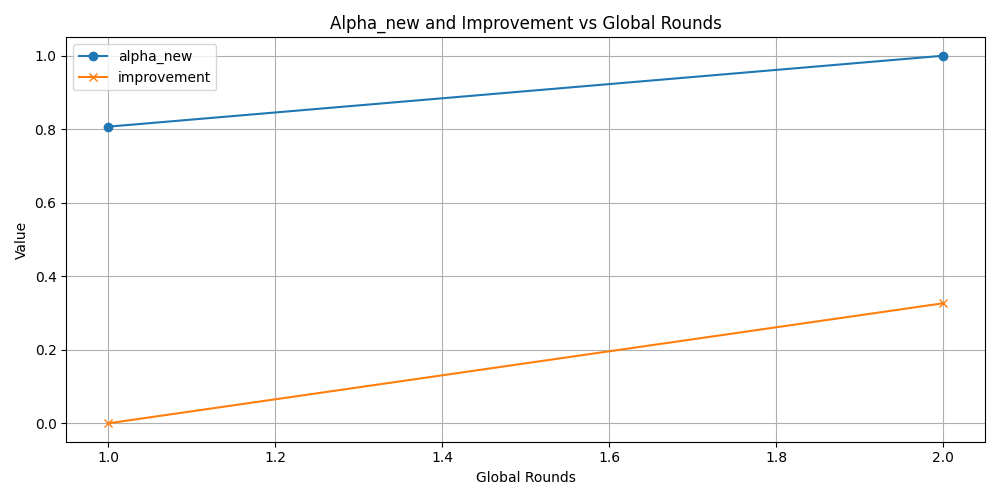 Alpha_new and Improvement vs Global Rounds
alpha_new
improvement
Value
1.0
0.8
0.6
0.4
0.2
0.0
1.0 1.2 1.4 1.6 1.8 2.0
Global Rounds